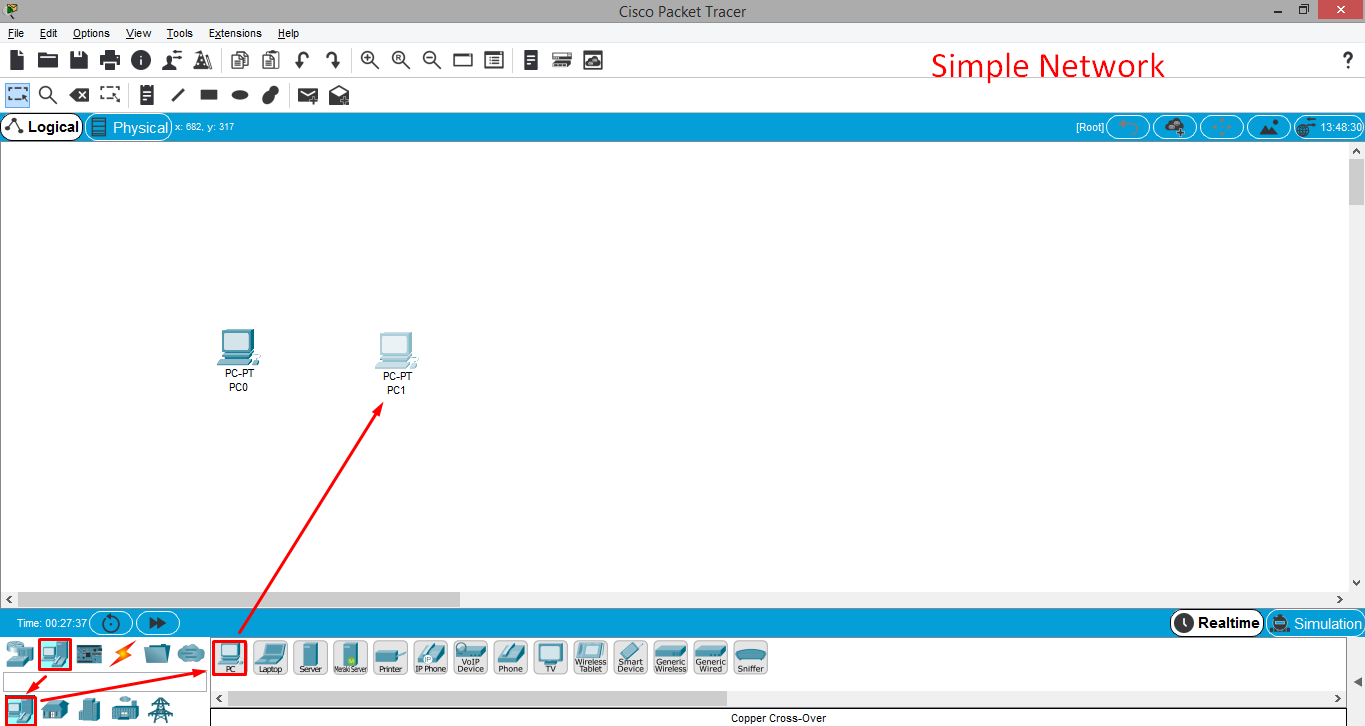 Cisco Packet Tracer
File Edit Options View Tools Extensions Help
Simple Network
?
Logical Physical x: 682, y: 317 [Root] 13:48:30
PC-PT
PC0
PC-PT
PC1
Time: 00:27:37 Realtime Simulation
PC Laptop Server Meraki Server Printer IP Phone VoIP Device Phone TV Wireless Tablet Smart Device Generic Wireless Generic Wired Sniffer
Copper Cross-Over